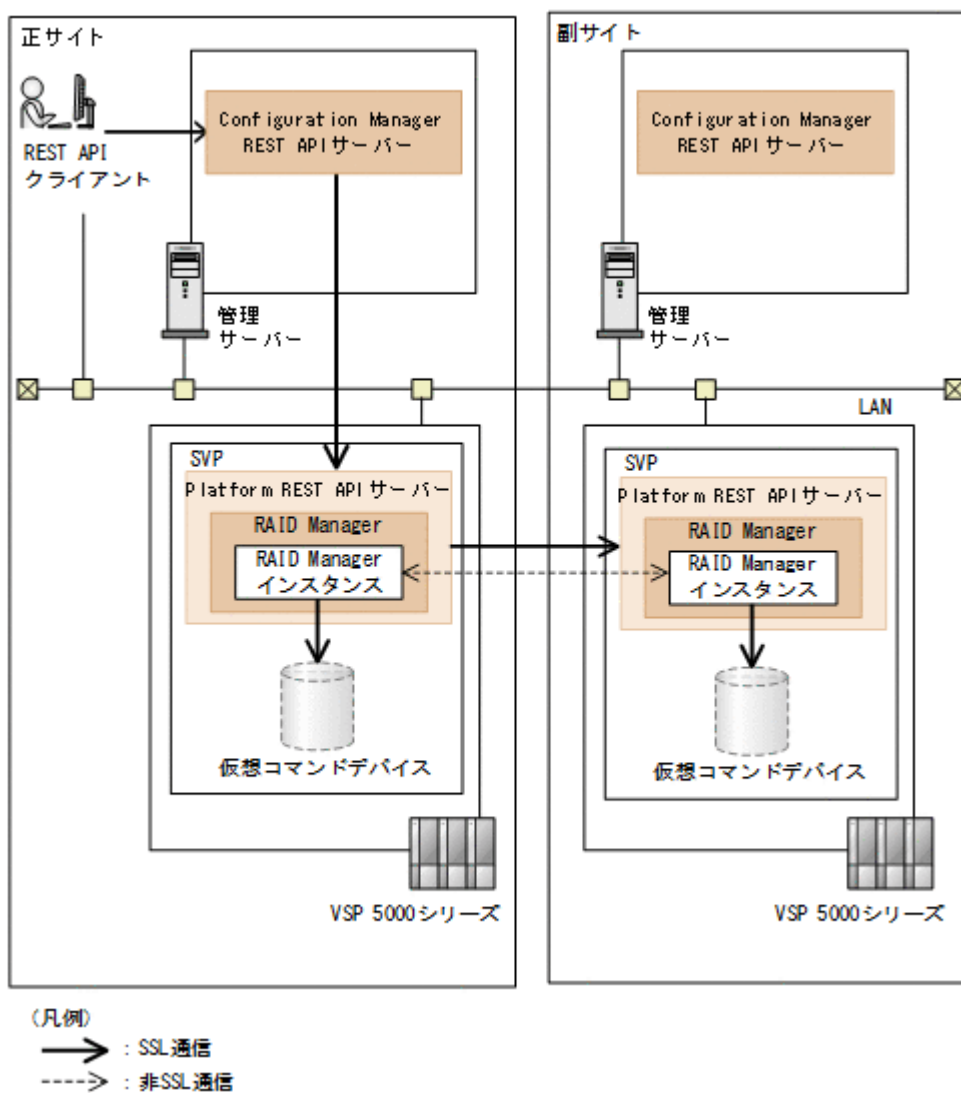 正サイト
REST API
クライアント
Configuration Manager
REST APIサーバー
管理
サーバー
副サイト
Configuration Manager
REST APIサーバー
管理
サーバー
LAN
SVP
Platform REST APIサーバー
RAID Manager
RAID Manager
インスタンス
仮想コマンドデバイス
VSP 5000シリーズ
SVP
Platform REST APIサーバー
RAID Manager
RAID Manager
インスタンス
仮想コマンドデバイス
VSP 5000シリーズ
(凡例)
: SSL通信
: 非SSL通信